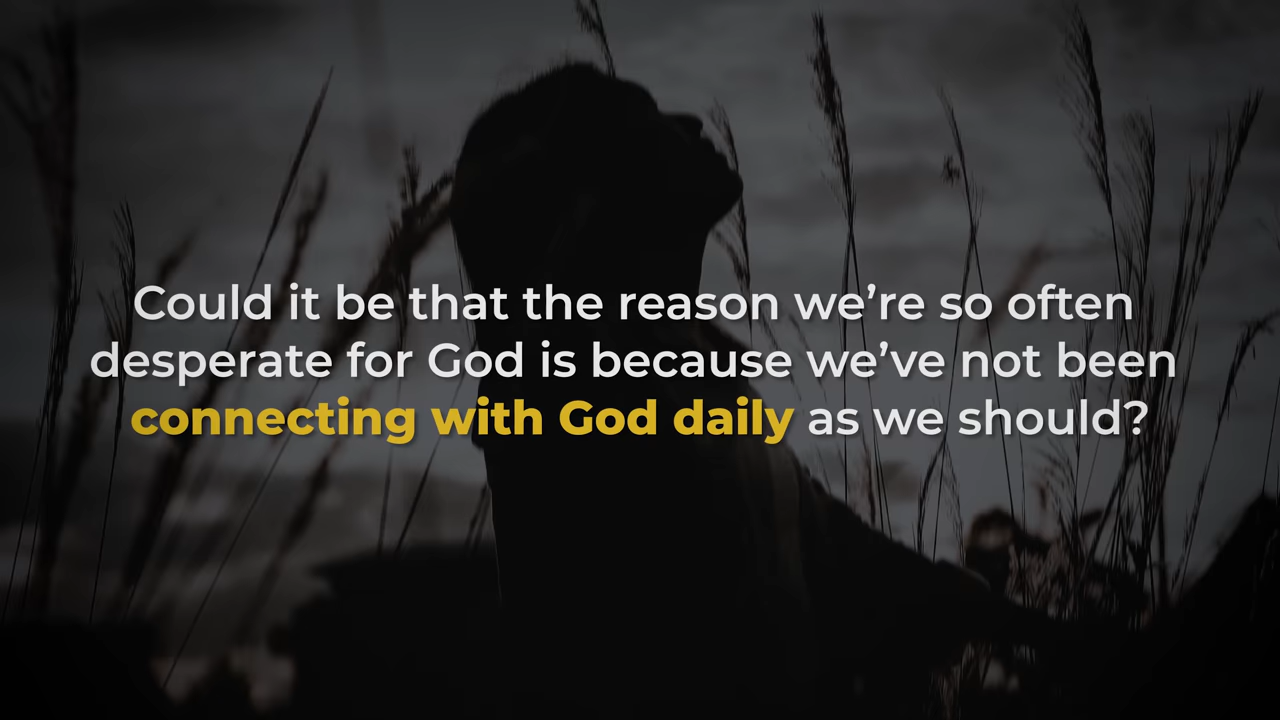 Could it be that the reason we’re so often
desperate for God is because we’ve not been
connecting with God daily as we should?